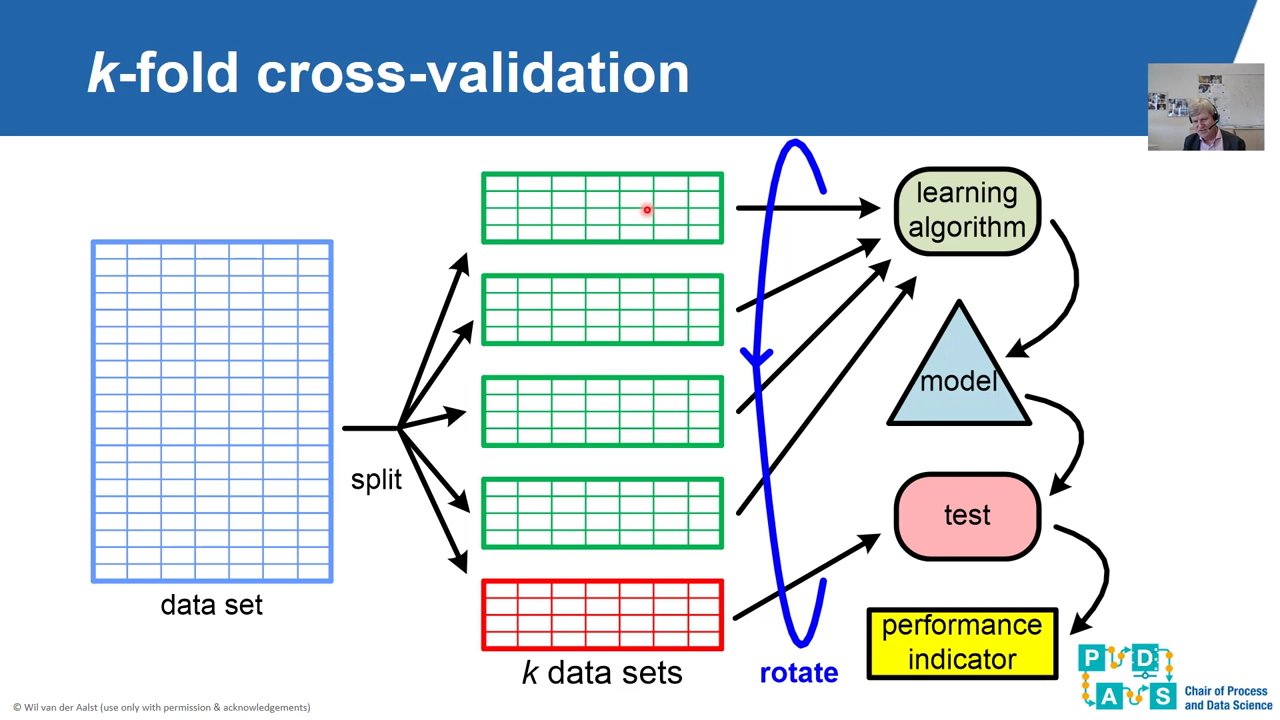 k-fold cross-validation
learning
algorithm
model
split
test
data set
performance
indicator
k data sets
rotate
P D
A S
Chair of Process
and Data Science
© Wil van der Aalst (use only with permission & acknowledgements)